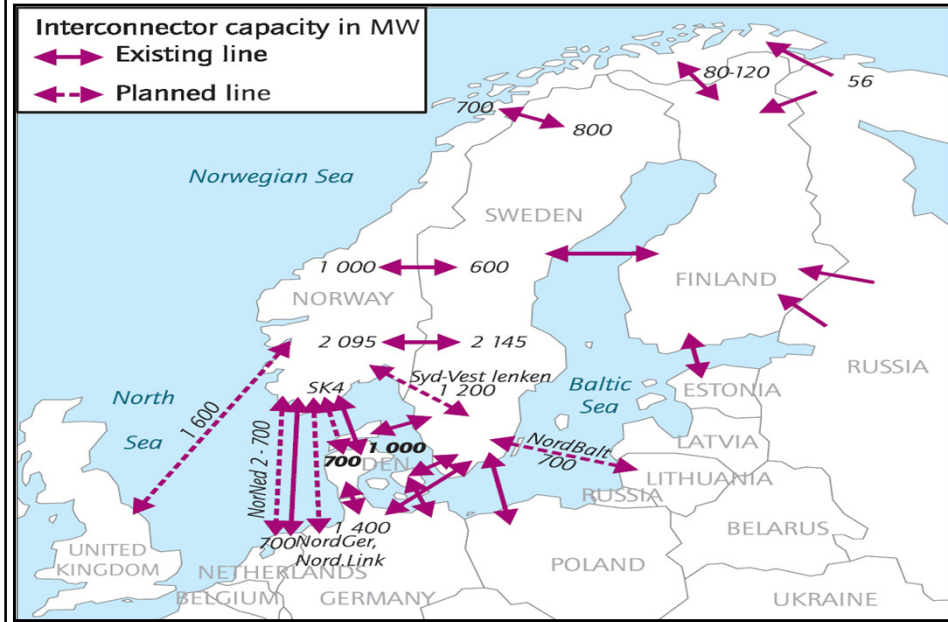 Interconnector capacity in MW
Existing line
Planned line
80-120
56
700
800
Norwegian Sea
SWEDEN
1 000
600
FINLAND
NORWAY
2 095
2 145
RUSSIA
Syd-Vest lenken
1 200
SK4
Baltic
Sea
ESTONIA
North
Sea
1 600
LATVIA
NordBalt
700
LITHUANIA
RUSSIA
1 000
700
DEN
NorNed 2 - 700
BELARUS
1 400
700
NordGer,
Nord.Link
UNITED
KINGDOM
NETHERLANDS
POLAND
BELGIUM
GERMANY
UKRAINE